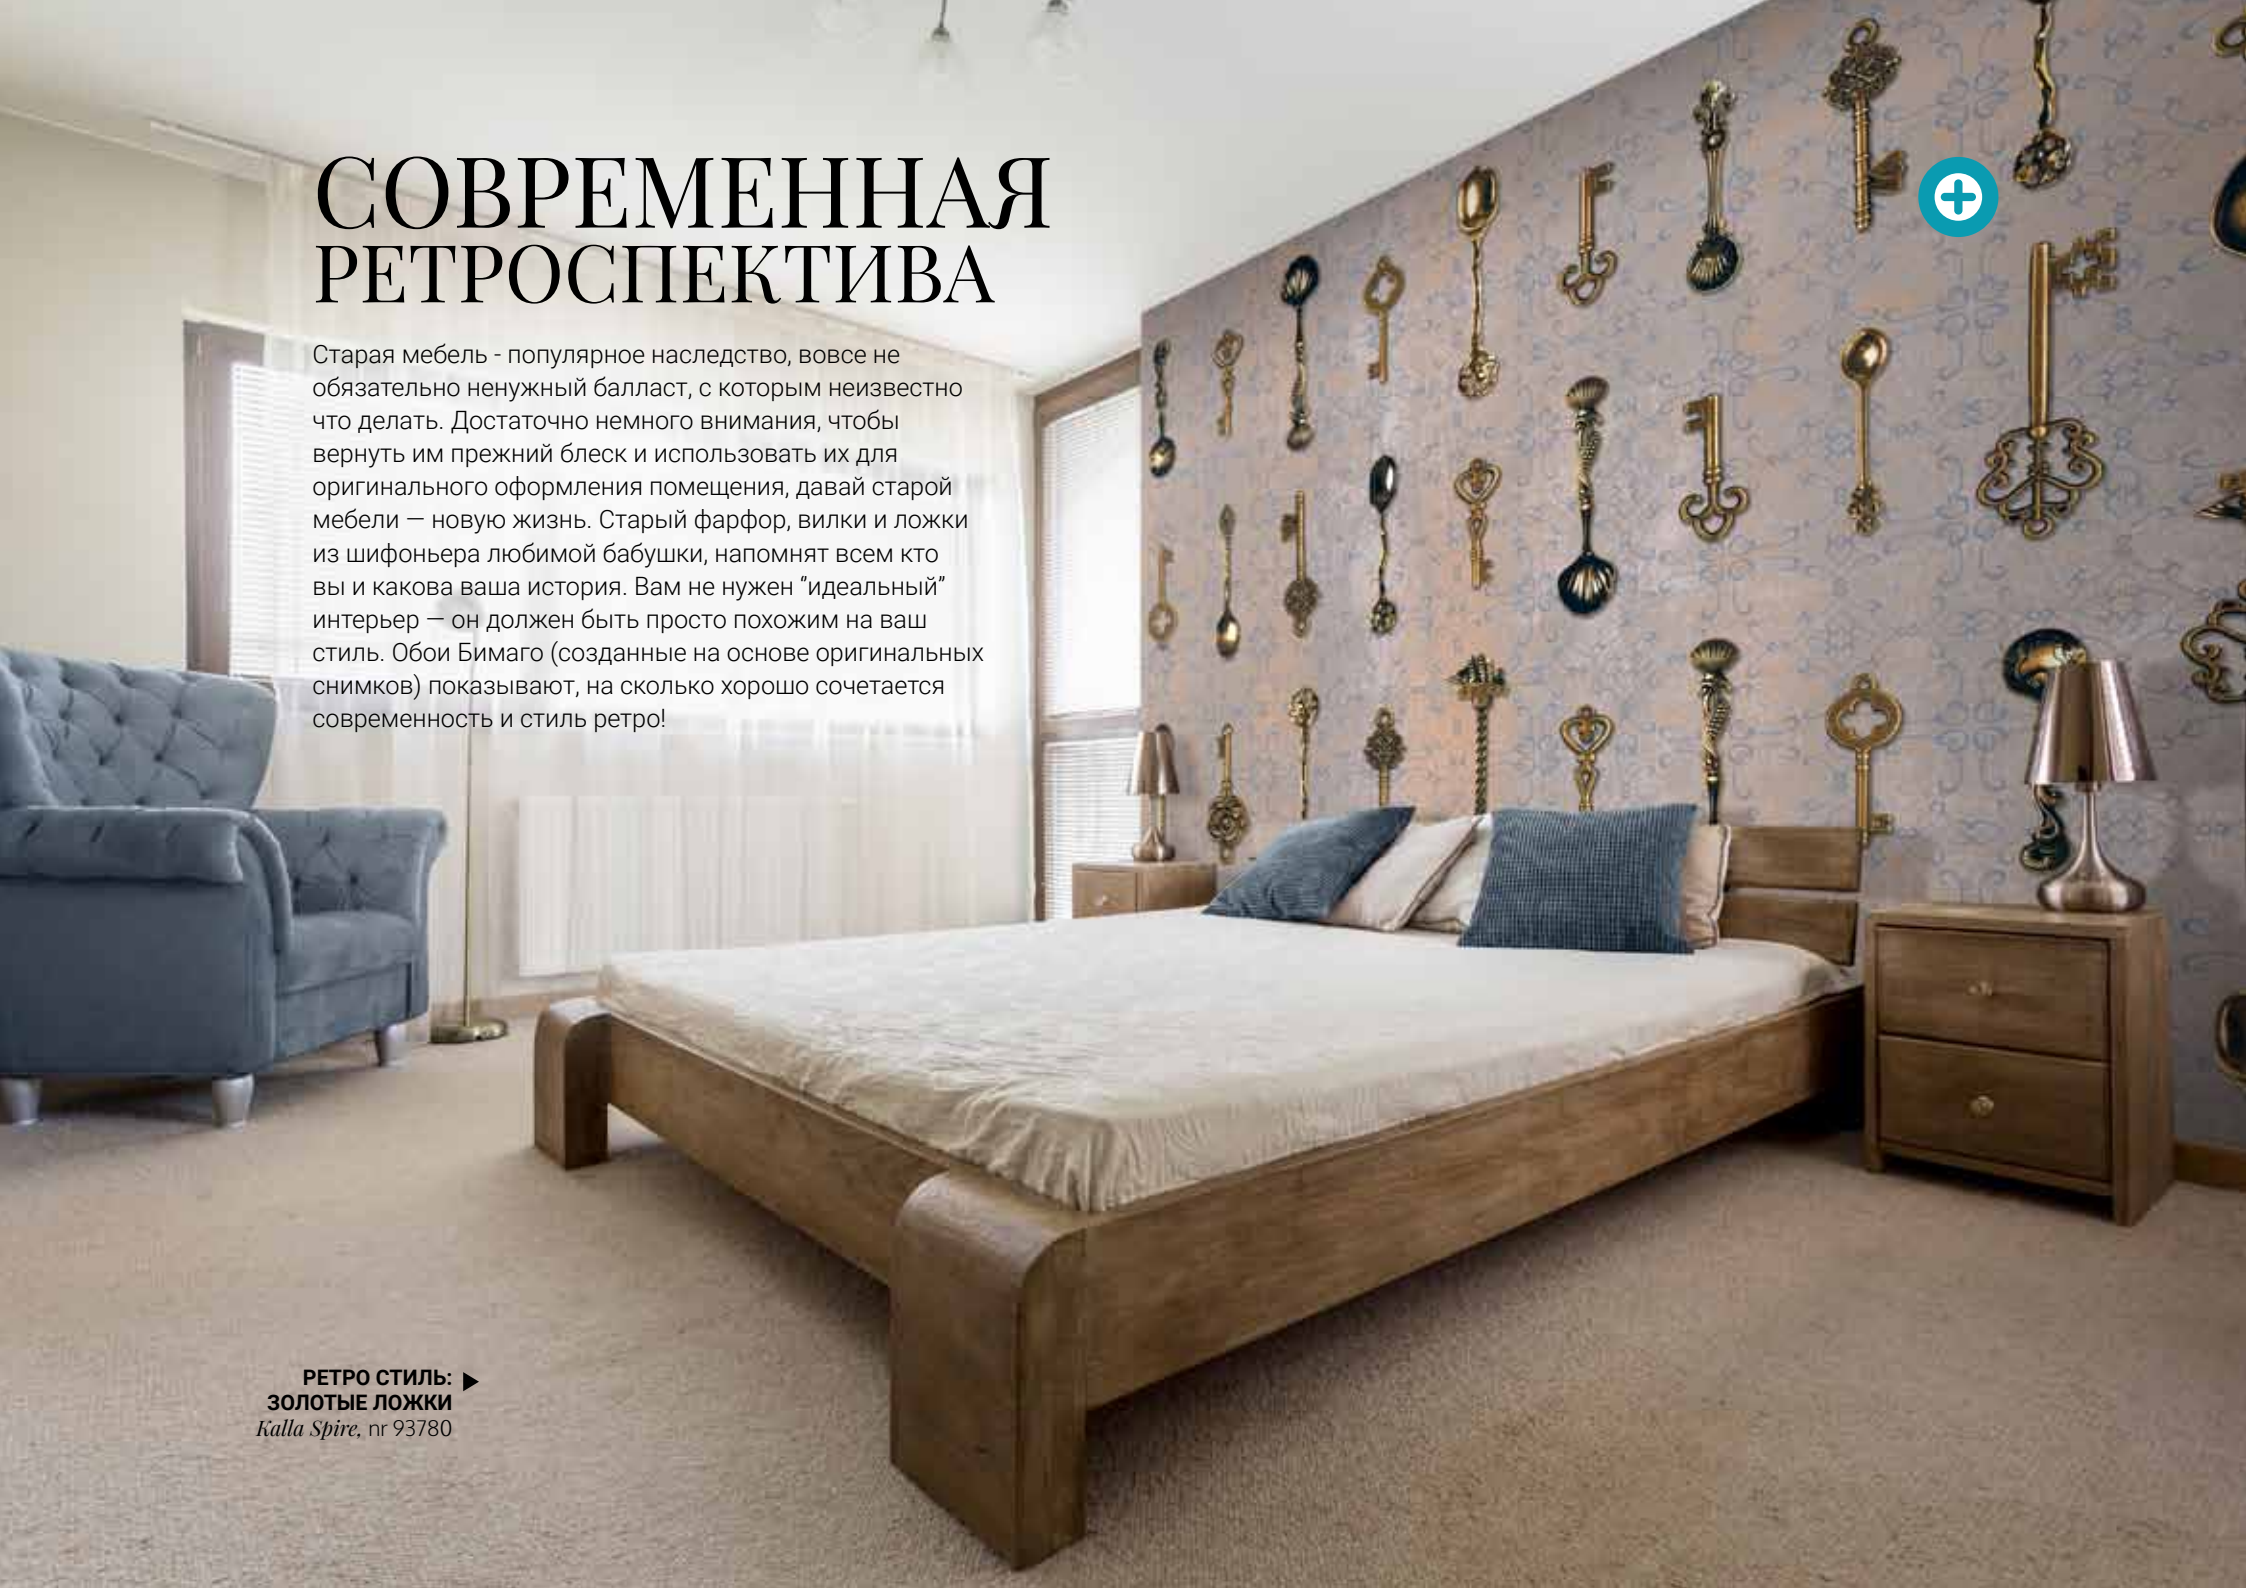 СОВРЕМЕННАЯ
РЕТРОСПЕКТИВА
Старая мебель - популярное наследство, вовсе не
обязательно ненужный балласт, с которым неизвестно
что делать. Достаточно немного внимания, чтобы
вернуть им прежний блеск и использовать их для
оригинального оформления помещения, давай старой
мебели — новую жизнь. Старый фарфор, вилки и ложки
из шифоньера любимой бабушки, напомнят всем кто
вы и какова ваша история. Вам не нужен “идеальный”
интерьер — он должен быть просто похожим на ваш
стиль. Обои Бимаго (созданные на основе оригинальных
снимков) показывают, на сколько хорошо сочетается
современность и стиль ретро!
РЕТРО СТИЛЬ:
ЗОЛОТЫЕ ЛОЖКИ
Kalla Spire, nr 93780